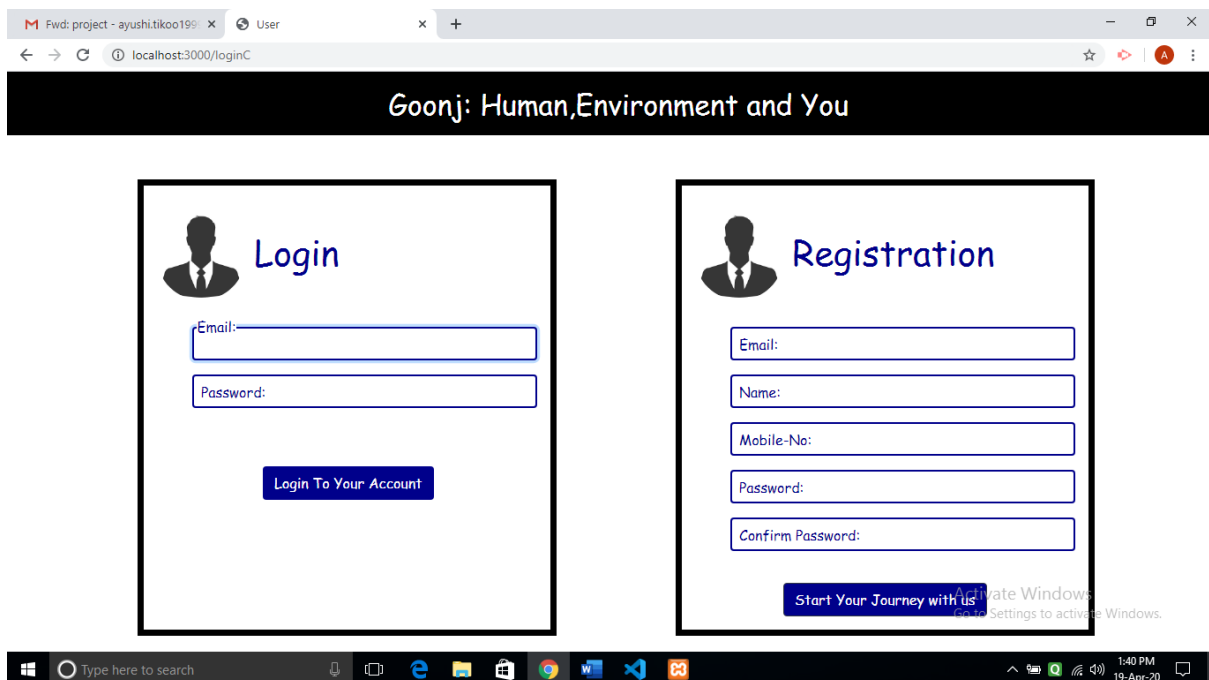 Fwd: project - ayushi.tikoo199
User
localhost:3000/loginC
A
Goonj: Human,Environment and You
Login
Email:
Password:
Login To Your Account
Registration
Email:
Name:
Mobile-No:
Password:
Confirm Password:
Start Your Journey with us
Activate Windows
Go to Settings to activate Windows.
Type here to search
1:40 PM
19-Apr-20